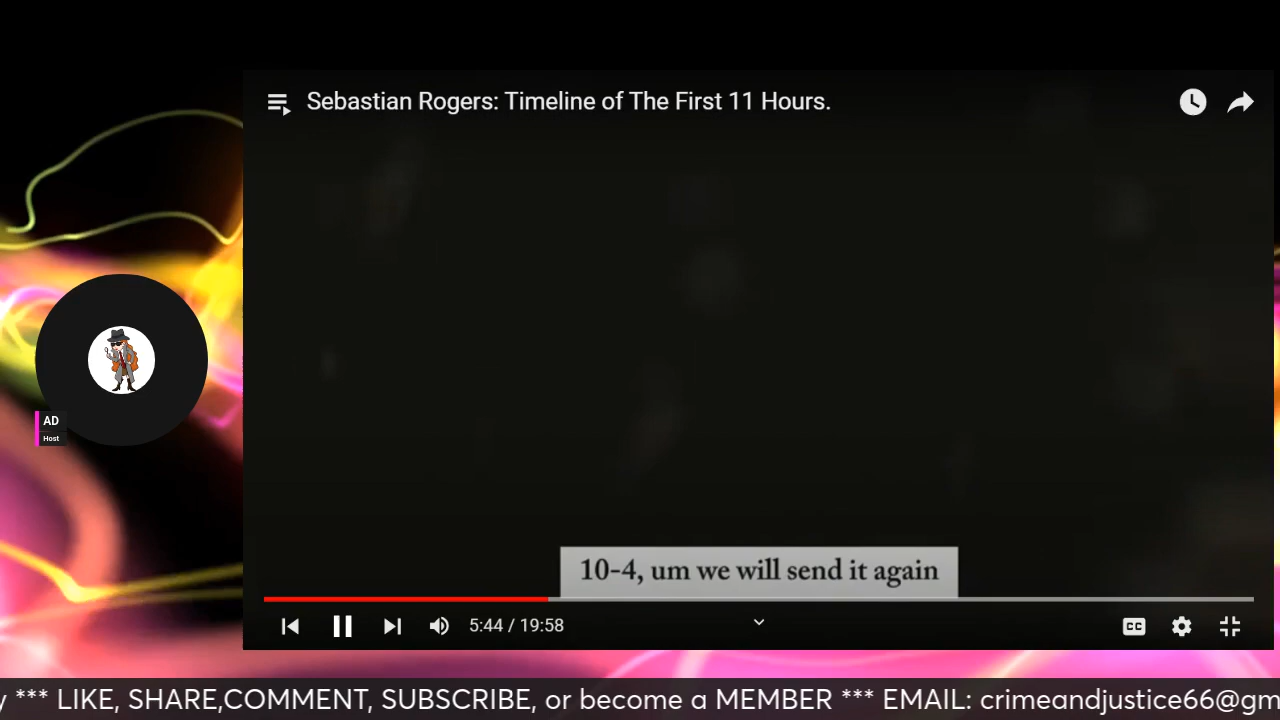 Sebastian Rogers: Timeline of The First 11 Hours.
AD
Host
10-4, um we will send it again
5:44 / 19:58
CC
y *** LIKE, SHARE,COMMENT, SUBSCRIBE, or become a MEMBER *** EMAIL: crimeandjustice66@gm